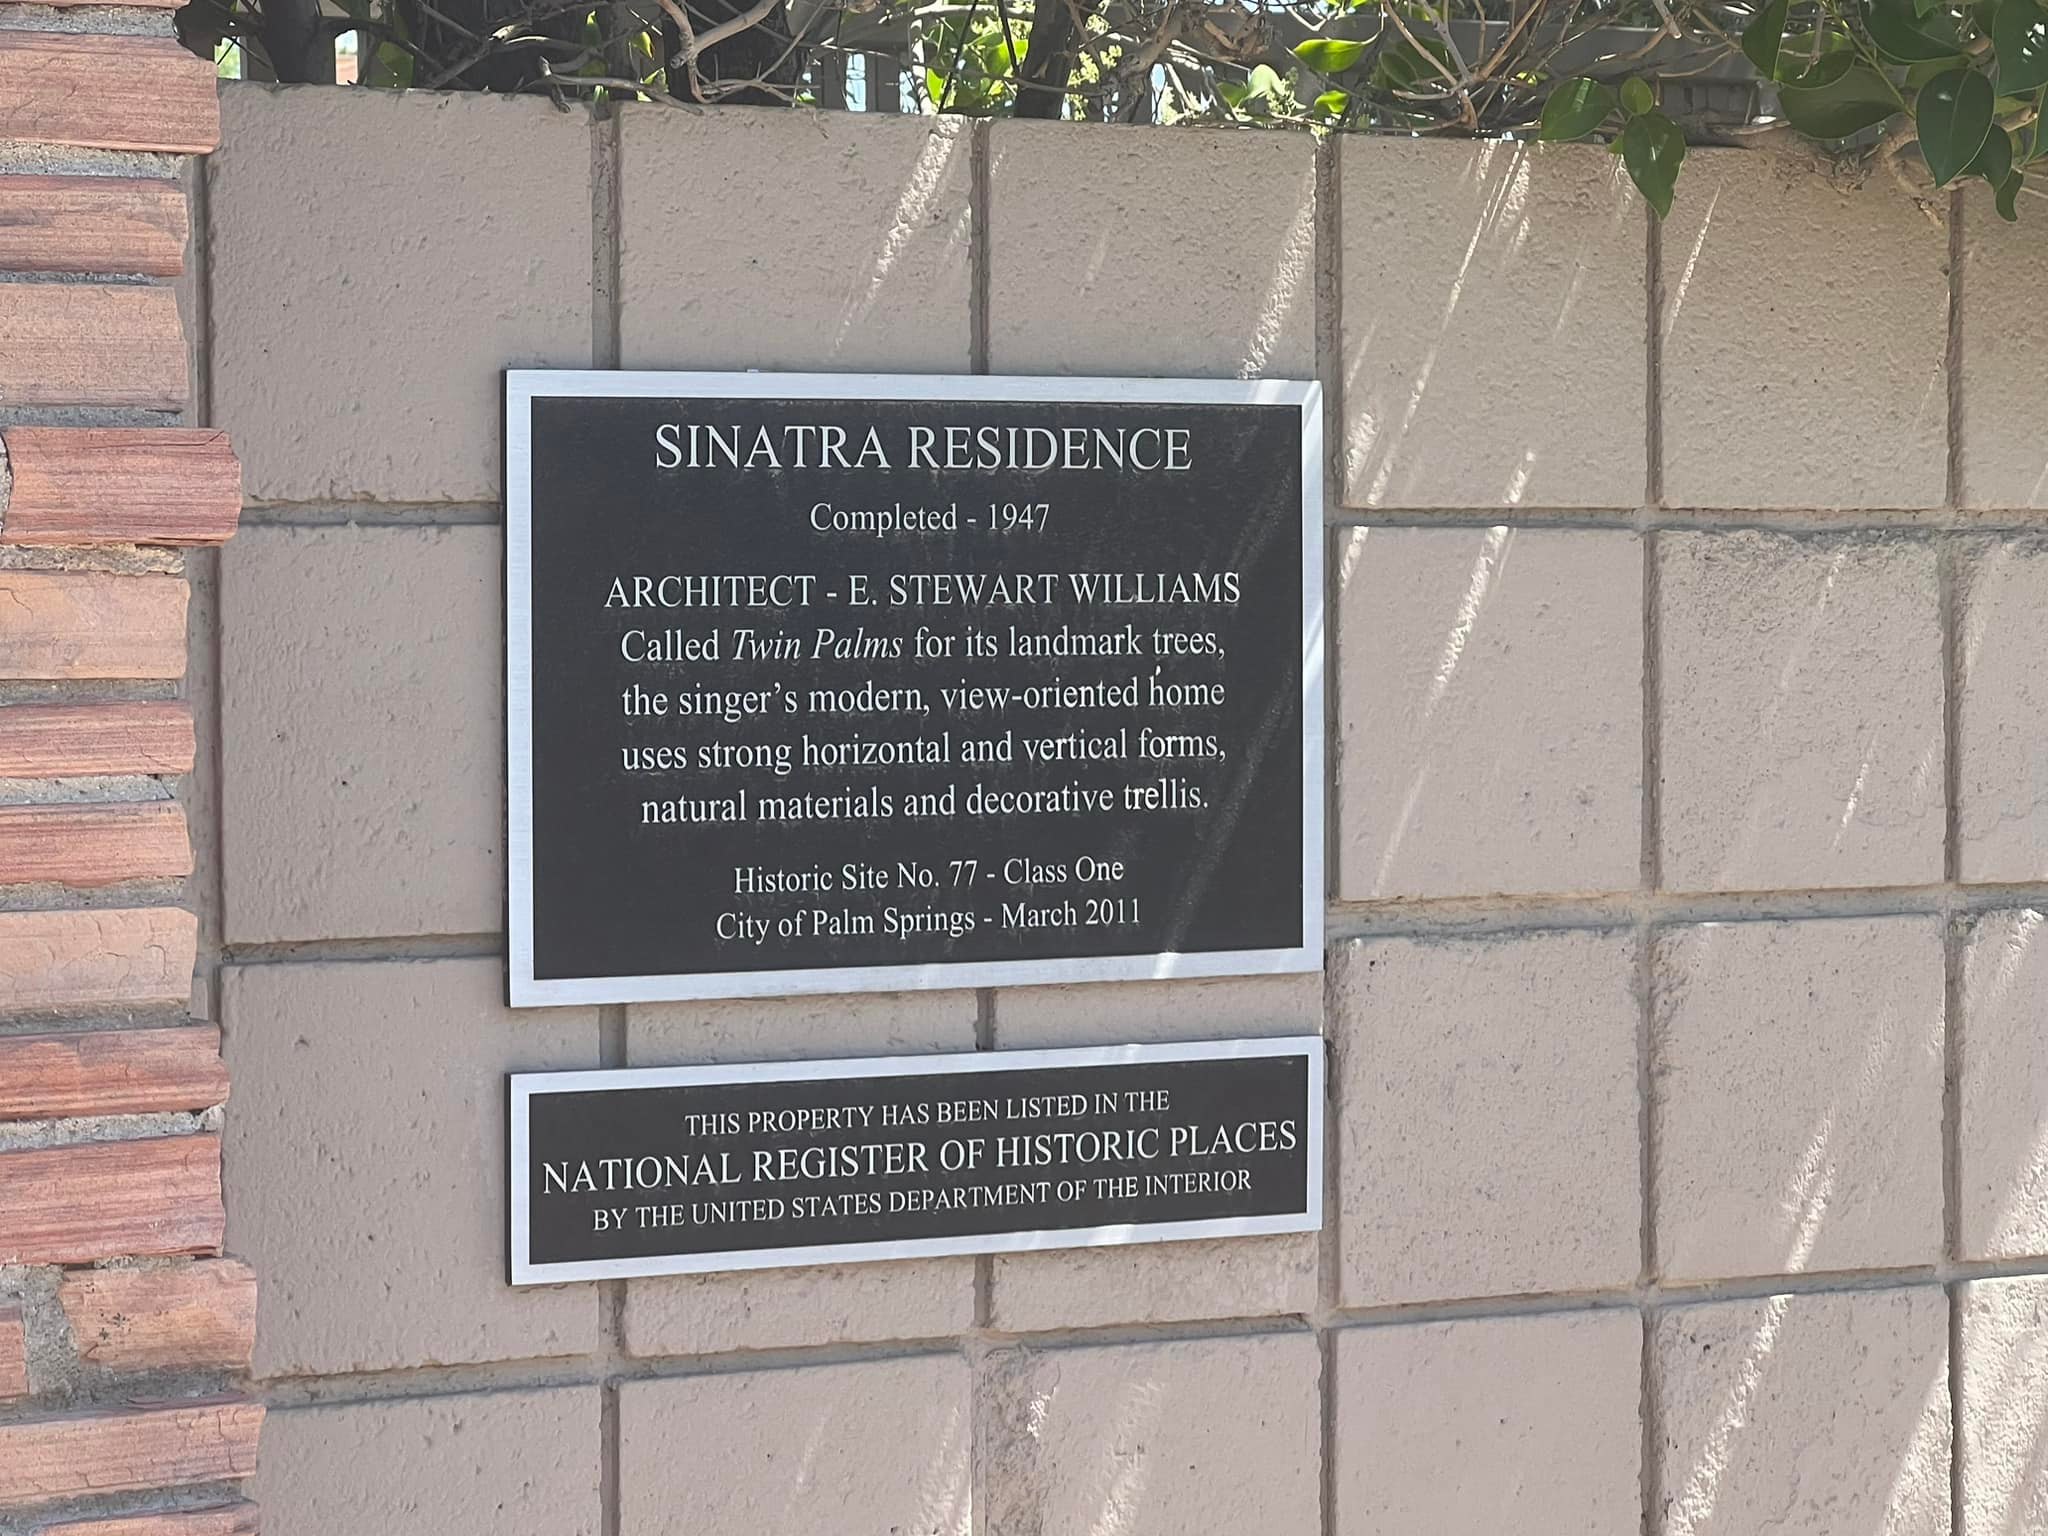 SINATRA RESIDENCE
Completed - 1947
ARCHITECT - E. STEWART WILLIAMS
Called Twin Palms for its landmark trees,
the singer's modern, view-oriented home
uses strong horizontal and vertical forms,
natural materials and decorative trellis.
Historic Site No. 77 - Class One
City of Palm Springs - March 2011
THIS PROPERTY HAS BEEN LISTED IN THE
NATIONAL REGISTER OF HISTORIC PLACES
BY THE UNITED STATES DEPARTMENT OF THE INTERIOR